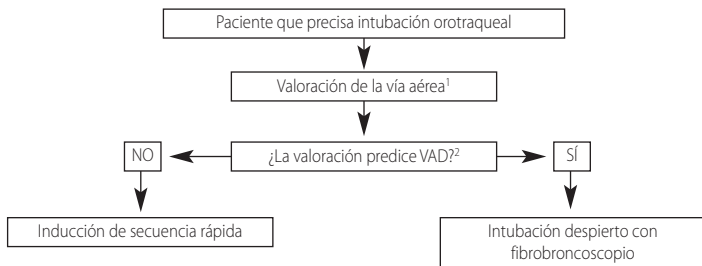 Paciente que precisa intubación orotraqueal
Valoración de la vía aérea¹
NO
¿La valoración predice VAD?²
SÍ
Inducción de secuencia rápida
Intubación despierto con
fibrobroncoscopio